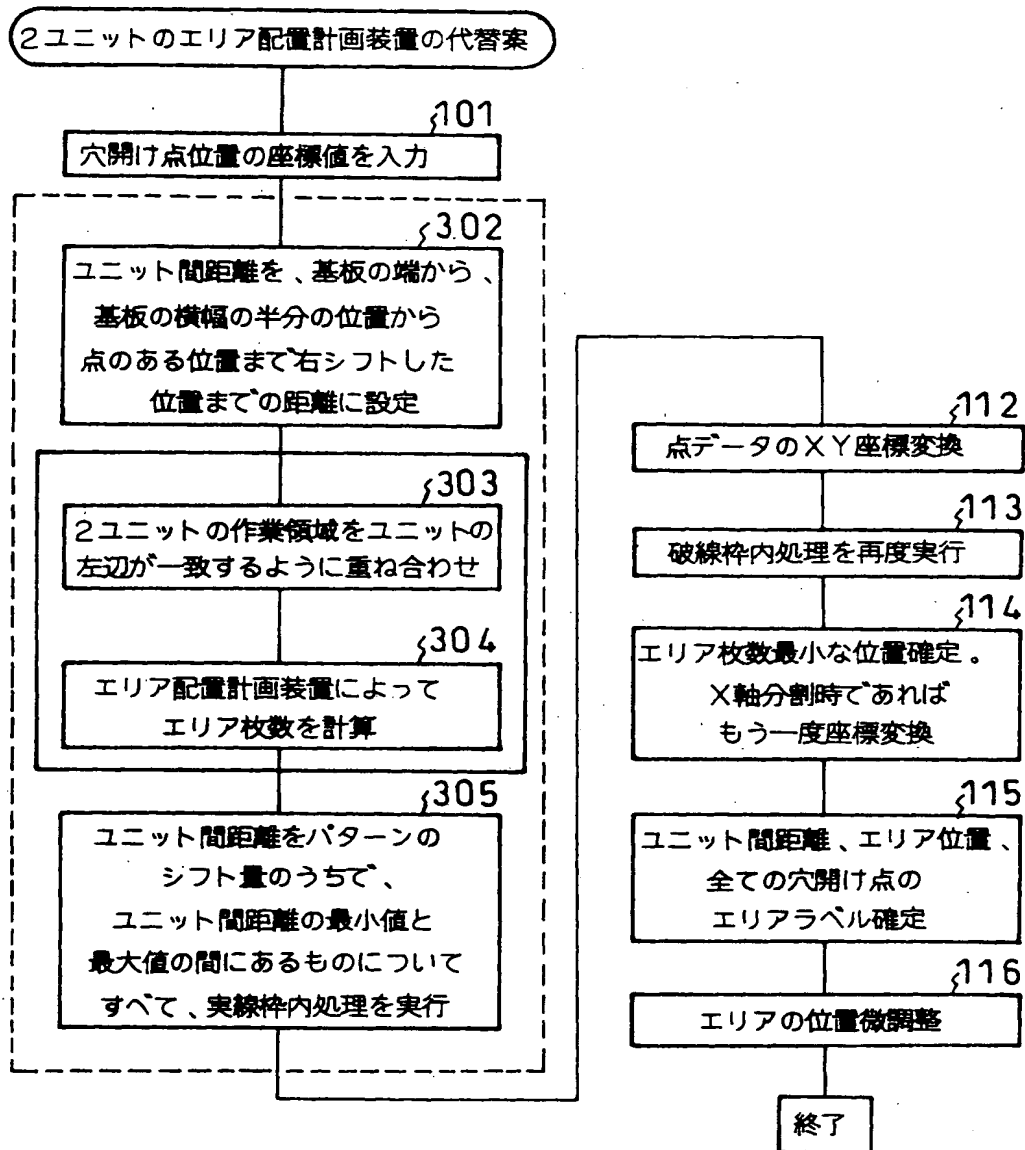 2ユニットのエリア配置計画装置の代替案
101
穴開け点位置の座標値を入力
302
ユニット間距離を、基板の端から、
基板の横幅の半分の位置から
点のある位置まで右シフトした
位置までの距離に設定
303
2ユニットの作業領域をユニットの
左辺が一致するように重ね合わせ
304
エリア配置計画装置によって
エリア枚数を計算
305
ユニット間距離をパターンの
シフト量のうちで、
ユニット間距離の最小値と
最大値の間にあるものについて
すべて、実線枠内処理を実行
112
点データのXY座標変換
113
破線枠内処理を再度実行
114
エリア枚数最小な位置確定。
X軸分割時であれば
もう一度座標変換
115
ユニット間距離、エリア位置、
全ての穴開け点の
エリアラベル確定
116
エリアの位置微調整
終了